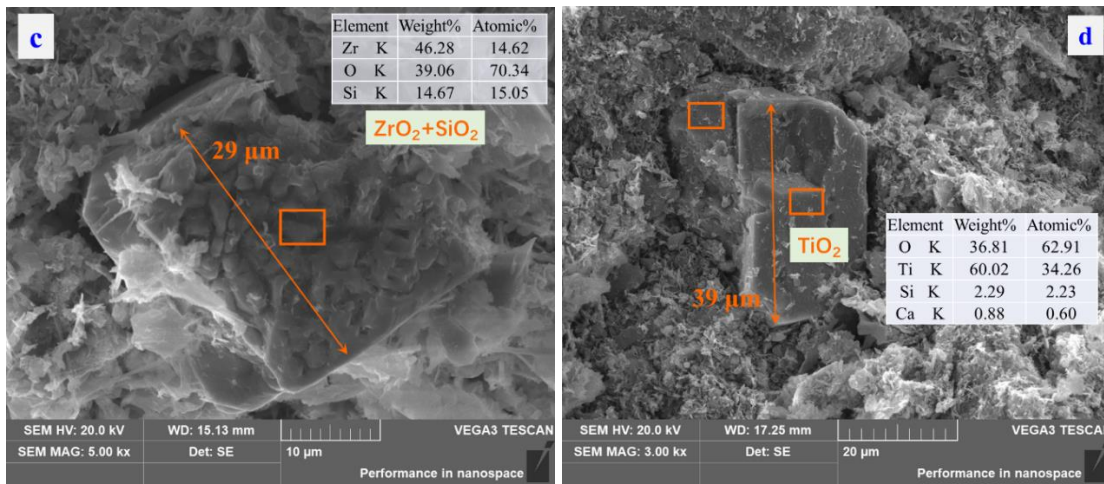 c
Element Weight% Atomic%
Zr K 46.28 14.62
O K 39.06 70.34
Si K 14.67 15.05
ZrO₂+SiO₂
29 μm
SEM HV: 20.0 kV WD: 15.13 mm VEGA3 TESCAN
SEM MAG: 5.00 kx Det: SE 10 μm
Performance in nanospace
d
TiO₂
39 μm
Element Weight% Atomic%
O K 36.81 62.91
Ti K 60.02 34.26
Si K 2.29 2.23
Ca K 0.88 0.60
SEM HV: 20.0 kV WD: 17.25 mm VEGA3 TESCAN
SEM MAG: 3.00 kx Det: SE 20 μm
Performance in nanospace